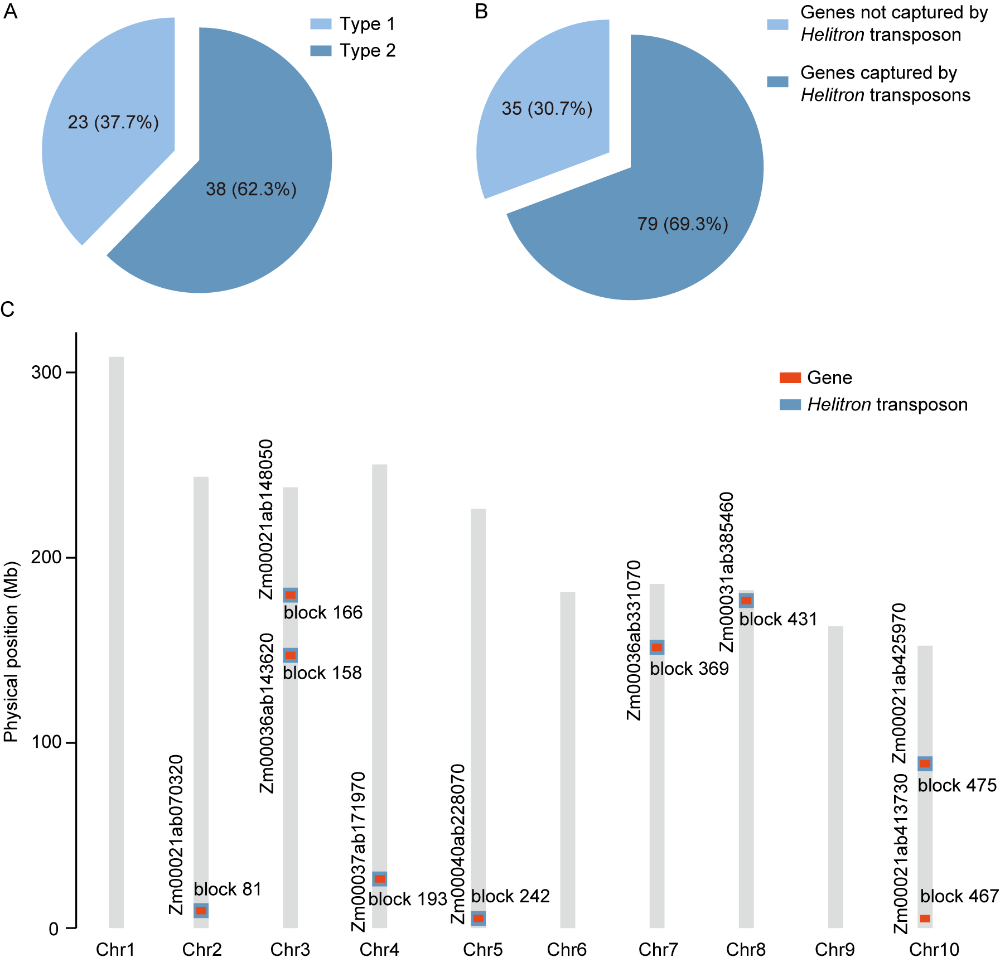 A
Type 1
Type 2
23 (37.7%)
38 (62.3%)
B
Genes not captured by
Helitron transposon
Genes captured by
Helitron transposons
35 (30.7%)
79 (69.3%)
C
Physical position (Mb)
300
200
100
0
Gene
Helitron transposon
Zm00021ab070320
block 81
Zm00021ab148050
block 166
Zm00036ab143620
block 158
Zm00037ab171970
block 193
Zm00040ab228070
block 242
Zm00036ab331070
block 369
Zm00031ab385460
block 431
Zm00021ab425970
block 475
Zm00021ab413730
block 467
Chr1
Chr2
Chr3
Chr4
Chr5
Chr6
Chr7
Chr8
Chr9
Chr10